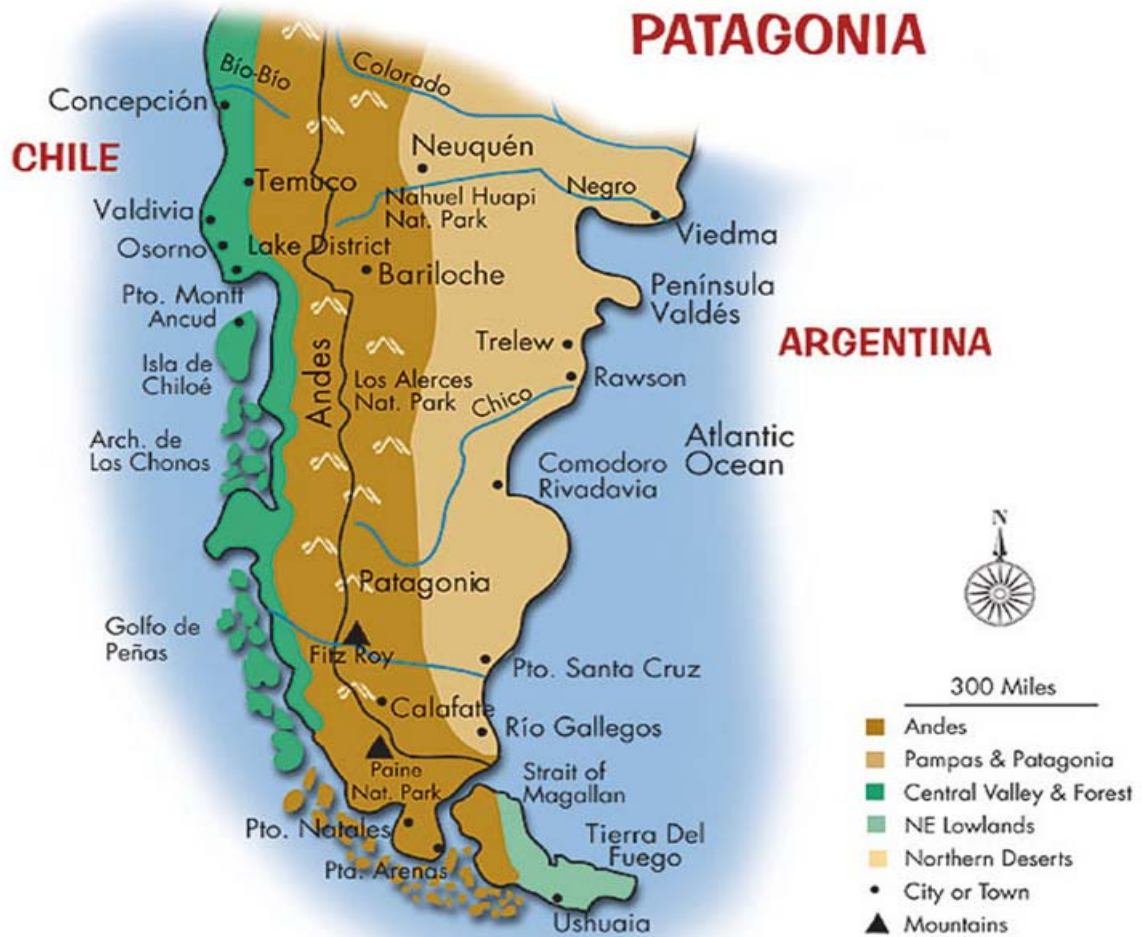 PATAGONIA
Bío-Bío
Colorado
Concepción
CHILE
Neuquén
Temuco
Negro
Nahuel Huapi
Nat. Park
Valdivia
Viedma
Osorno
Lake District
Bariloche
Península
Valdés
Pto. Montt
Ancud
ARGENTINA
Trelew
Isla de
Chiloé
Andes
Rawson
Los Alerces
Nat. Park
Chico
Arch. de
Los Chonos
Atlantic
Ocean
Comodoro
Rivadavia
N
Patagonia
Golfo de
Peñas
Fitz Roy
Pto. Santa Cruz
Calafate
Río Gallegos
Paine
Nat. Park
Strait of
Magallan
Pto. Natales
Tierra Del
Fuego
Pta. Arenas
Ushuaia
300 Miles
Andes
Pampas & Patagonia
Central Valley & Forest
NE Lowlands
Northern Deserts
City or Town
Mountains